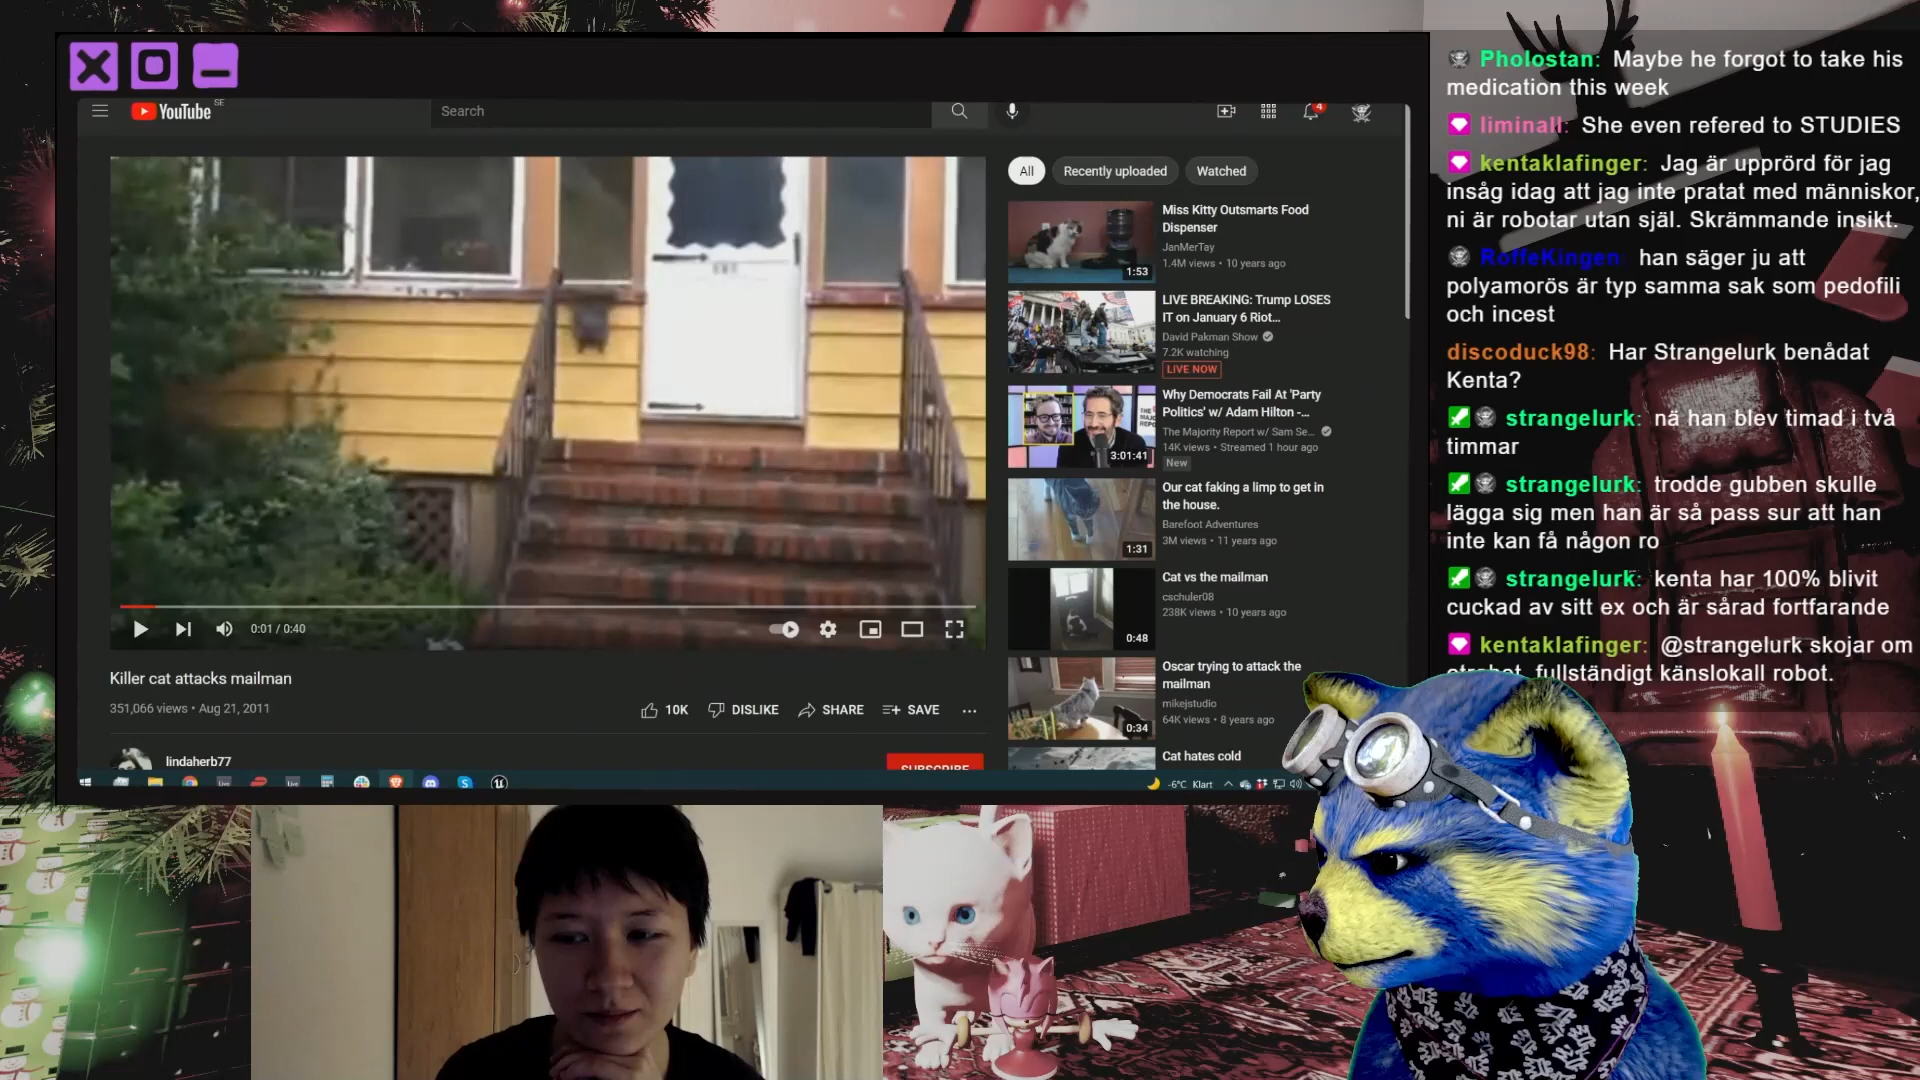 YouTube SE
Search
4
All
Recently uploaded
Watched
Miss Kitty Outsmarts Food
Dispenser
JanMerTay
1.4M views • 10 years ago
1:53
LIVE BREAKING: Trump LOSES
IT on January 6 Riot...
David Pakman Show
7.2K watching
LIVE NOW
Why Democrats Fail At 'Party
Politics' w/ Adam Hilton -...
The Majority Report w/ Sam Se...
14K views • Streamed 1 hour ago
New
3:01:41
Our cat faking a limp to get in
the house.
Barefoot Adventures
3M views • 11 years ago
1:31
Cat vs the mailman
cschuler08
238K views • 10 years ago
0:48
Oscar trying to attack the
mailman
mikejstudio
64K views • 8 years ago
0:34
Cat hates cold
0:01 / 0:40
Killer cat attacks mailman
351,066 views • Aug 21, 2011
10K
DISLIKE
SHARE
SAVE
lindaherb77
SUBSCRIBE
-6°C Klart
Pholostan: Maybe he forgot to take his
medication this week
liminall: She even refered to STUDIES
kentaklafinger: Jag är upprörd för jag
insåg idag att jag inte pratat med människor,
ni är robotar utan själ. Skrämmande insikt.
RoffeKingen: han säger ju att
polyamorös är typ samma sak som pedofili
och incest
discoduck98: Har Strangelurk benådat
Kenta?
strangelurk: nä han blev timad i två
timmar
strangelurk: trodde gubben skulle
lägga sig men han är så pass sur att han
inte kan få någon ro
strangelurk: kenta har 100% blivit
cuckad av sitt ex och är sårad fortfarande
kentaklafinger: @strangelurk skojar om
fullständigt känslokall robot.